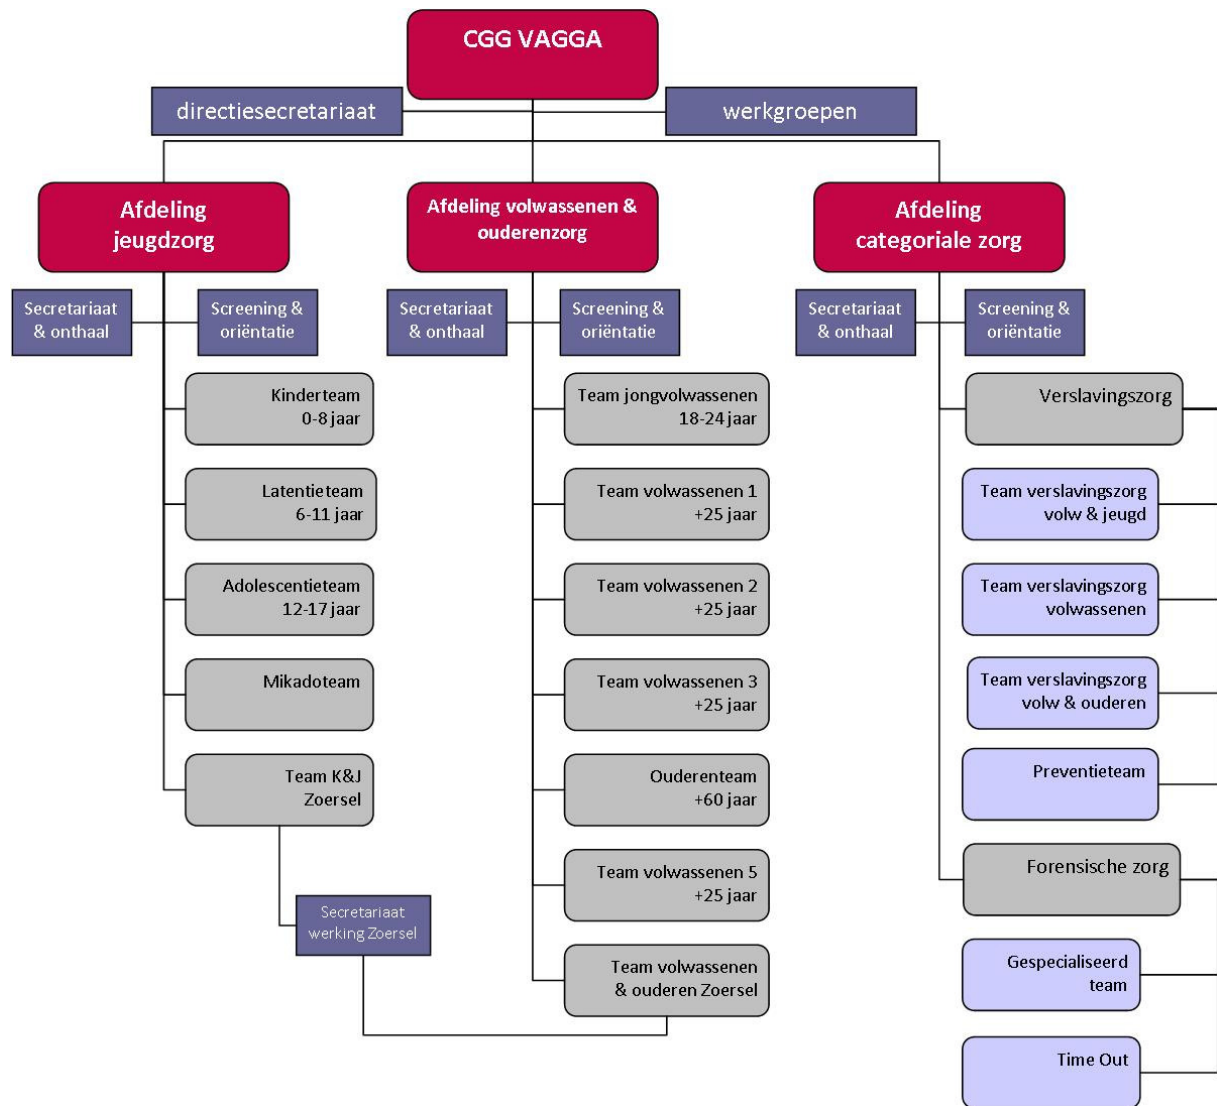 CGG VAGGA
directiesecretariaat
werkgroepen
Afdeling
jeugdzorg
Secretariaat
& onthaal
Screening &
oriëntatie
Kinderteam
0-8 jaar
Latentieteam
6-11 jaar
Adolescentieteam
12-17 jaar
Mikadoteam
Team K&J
Zoersel
Secretariaat
werking Zoersel
Afdeling volwassenen &
ouderenzorg
Secretariaat
& onthaal
Screening &
oriëntatie
Team jongvolwassenen
18-24 jaar
Team volwassenen 1
+25 jaar
Team volwassenen 2
+25 jaar
Team volwassenen 3
+25 jaar
Ouderenteam
+60 jaar
Team volwassenen 5
+25 jaar
Team volwassenen
& ouderen Zoersel
Afdeling
categoriale zorg
Secretariaat
& onthaal
Screening &
oriëntatie
Verslavingszorg
Team verslavingszorg
volw & jeugd
Team verslavingszorg
volwassenen
Team verslavingszorg
volw & ouderen
Preventieteam
Forensische zorg
Gespecialiseerd
team
Time Out